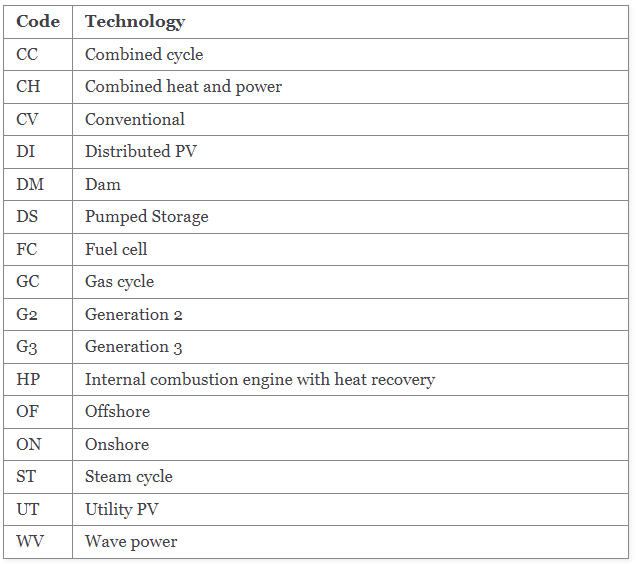 Code Technology
CC Combined cycle
CH Combined heat and power
CV Conventional
DI Distributed PV
DM Dam
DS Pumped Storage
FC Fuel cell
GC Gas cycle
G2 Generation 2
G3 Generation 3
HP Internal combustion engine with heat recovery
OF Offshore
ON Onshore
ST Steam cycle
UT Utility PV
WV Wave power